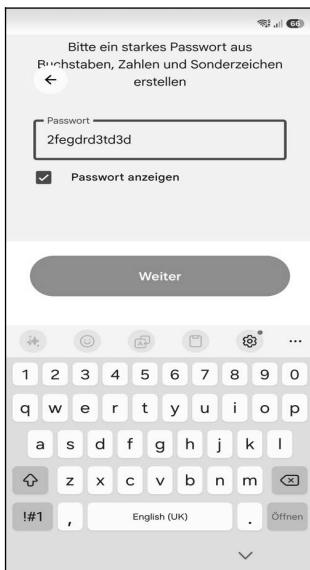 66
Bitte ein starkes Passwort aus
Buchstaben, Zahlen und Sonderzeichen
erstellen
Passwort
2fegdrd3td3d
Passwort anzeigen
Weiter
1 2 3 4 5 6 7 8 9 0
q w e r t y u i o p
a s d f g h j k l
z x c v b n m
!#1 , English (UK) . Öffnen